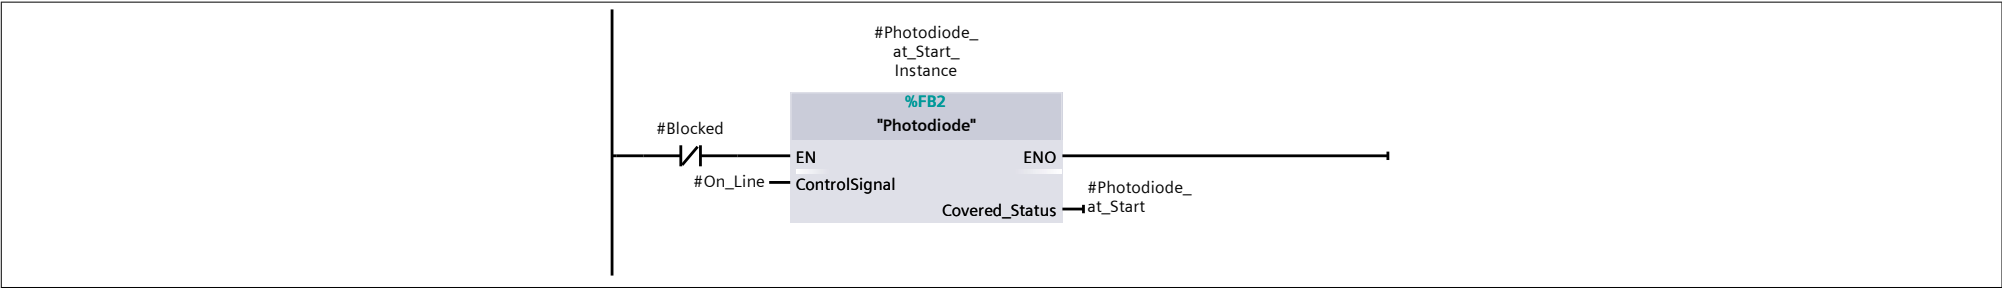 #Photodiode_
at_Start_
Instance
%FB2
"Photodiode"
#Blocked
EN
ENO
#On_Line
ControlSignal
#Photodiode_
at_Start
Covered_Status